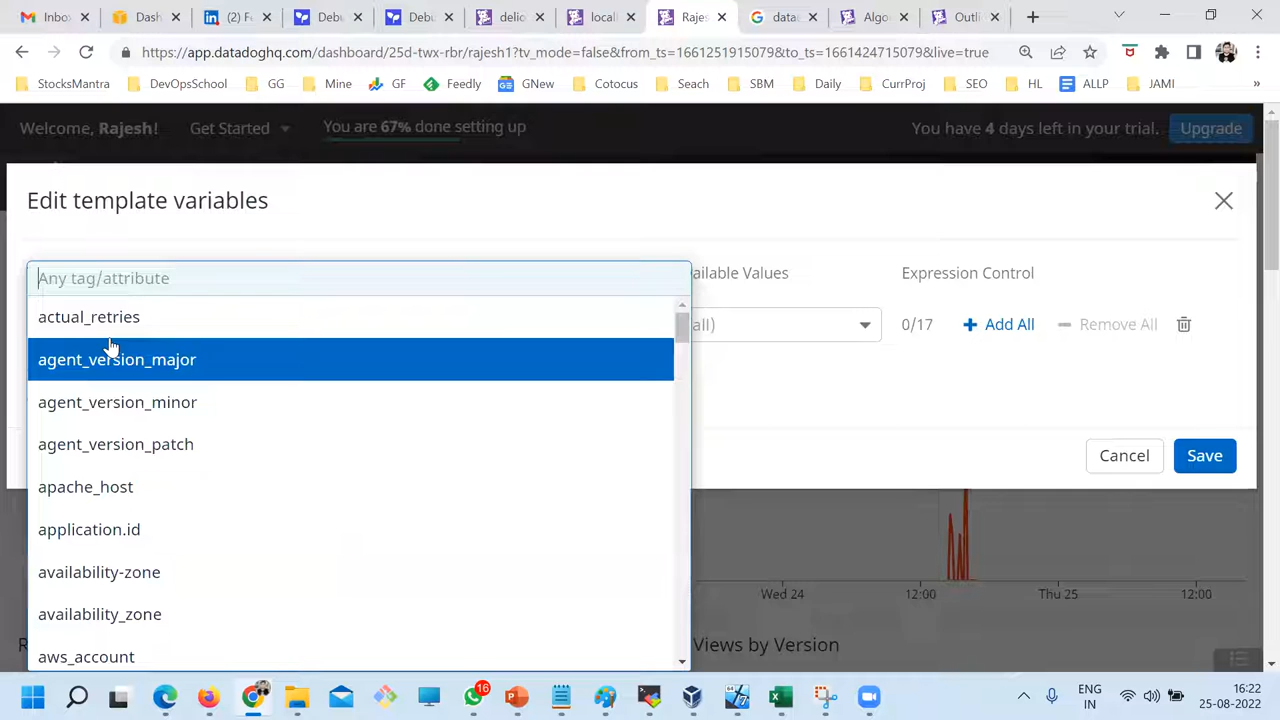 Dash
(2) F
Debu
Debu
delic
locall
Rajes
data
Algo
Outli
https://app.datadoghq.com/dashboard/25d-twx-rbr/rajesh1?tv_mode=false&from_ts=1661251915079&to_ts=1661424715079&live=true
StocksMantra
DevOpsSchool
GG
Mine
GF
Feedly
GNew
Cotocus
Seach
SBM
Daily
CurrProj
SEO
HL
ALLP
JAMI
Welcome, Rajesh!
Get Started
You are 67% done setting up
You have 4 days left in your trial.
Upgrade
Edit template variables
Any tag/attribute
ailable Values
Expression Control
actual_retries
all)
0/17
Add All
Remove All
agent_version_major
agent_version_minor
agent_version_patch
Cancel
Save
apache_host
application.id
availability-zone
Wed 24
12:00
Thu 25
12:00
availability_zone
Views by Version
aws_account
16
ENG
IN
16:22
25-08-2022